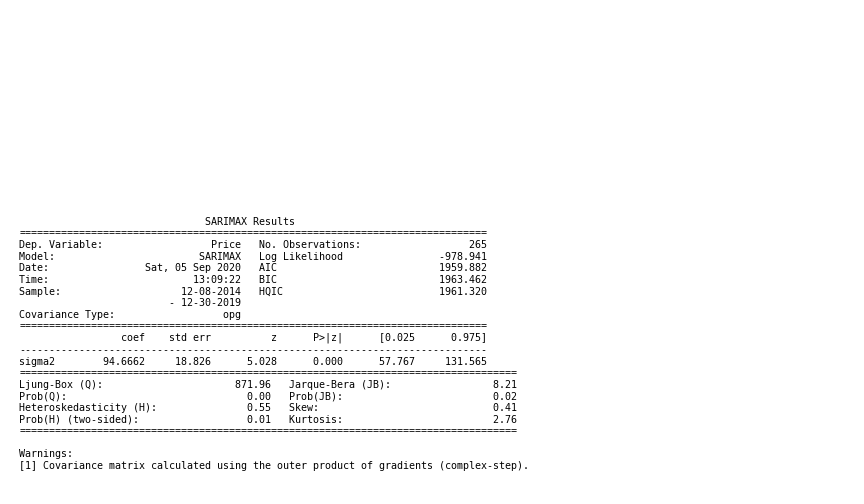 SARIMAX Results
==============================================================================
Dep. Variable:                  Price   No. Observations:                  265
Model:                        SARIMAX   Log Likelihood                -978.941
Date:                Sat, 05 Sep 2020   AIC                           1959.882
Time:                        13:09:22   BIC                           1963.462
Sample:                    12-08-2014   HQIC                          1961.320
                         - 12-30-2019
Covariance Type:                  opg
==============================================================================
                 coef    std err          z      P>|z|      [0.025      0.975]
------------------------------------------------------------------------------
sigma2        94.6662     18.826      5.028      0.000      57.767     131.565
===================================================================================
Ljung-Box (Q):                      871.96   Jarque-Bera (JB):                 8.21
Prob(Q):                              0.00   Prob(JB):                         0.02
Heteroskedasticity (H):               0.55   Skew:                             0.41
Prob(H) (two-sided):                  0.01   Kurtosis:                         2.76
===================================================================================
Warnings:
[1] Covariance matrix calculated using the outer product of gradients (complex-step).